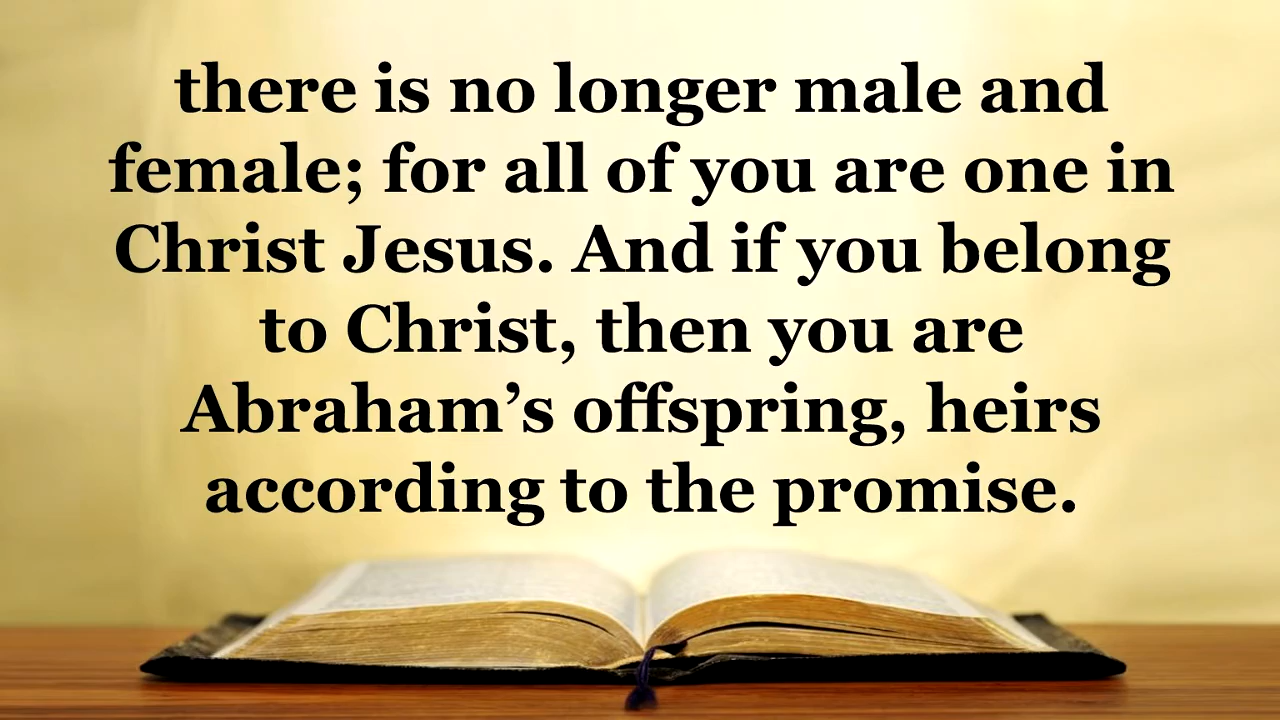 there is no longer male and
female; for all of you are one in
Christ Jesus. And if you belong
to Christ, then you are
Abraham’s offspring, heirs
according to the promise.